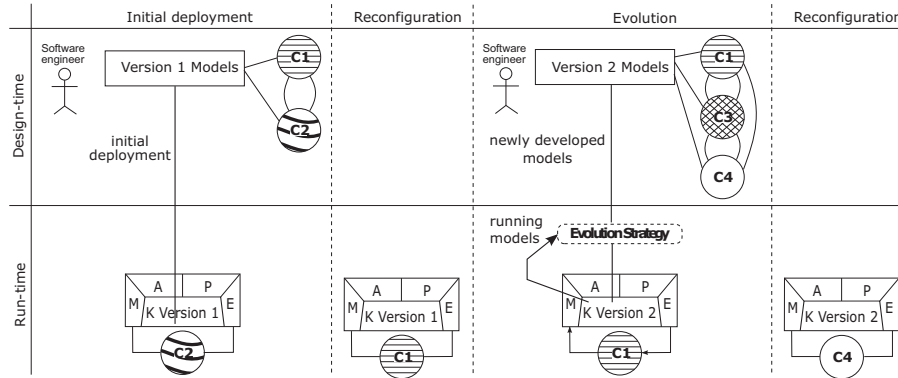 Initial deployment
Reconfiguration
Evolution
Reconfiguration
Design-time
Software
engineer
Version 1 Models
C1
C2
initial
deployment
Software
engineer
Version 2 Models
C1
C3
C4
newly developed
models
Run-time
running
models
Evolution Strategy
A
P
M
E
K Version 1
C2
A
P
M
E
K Version 1
C1
A
P
M
E
K Version 2
C1
A
P
M
E
K Version 2
C4